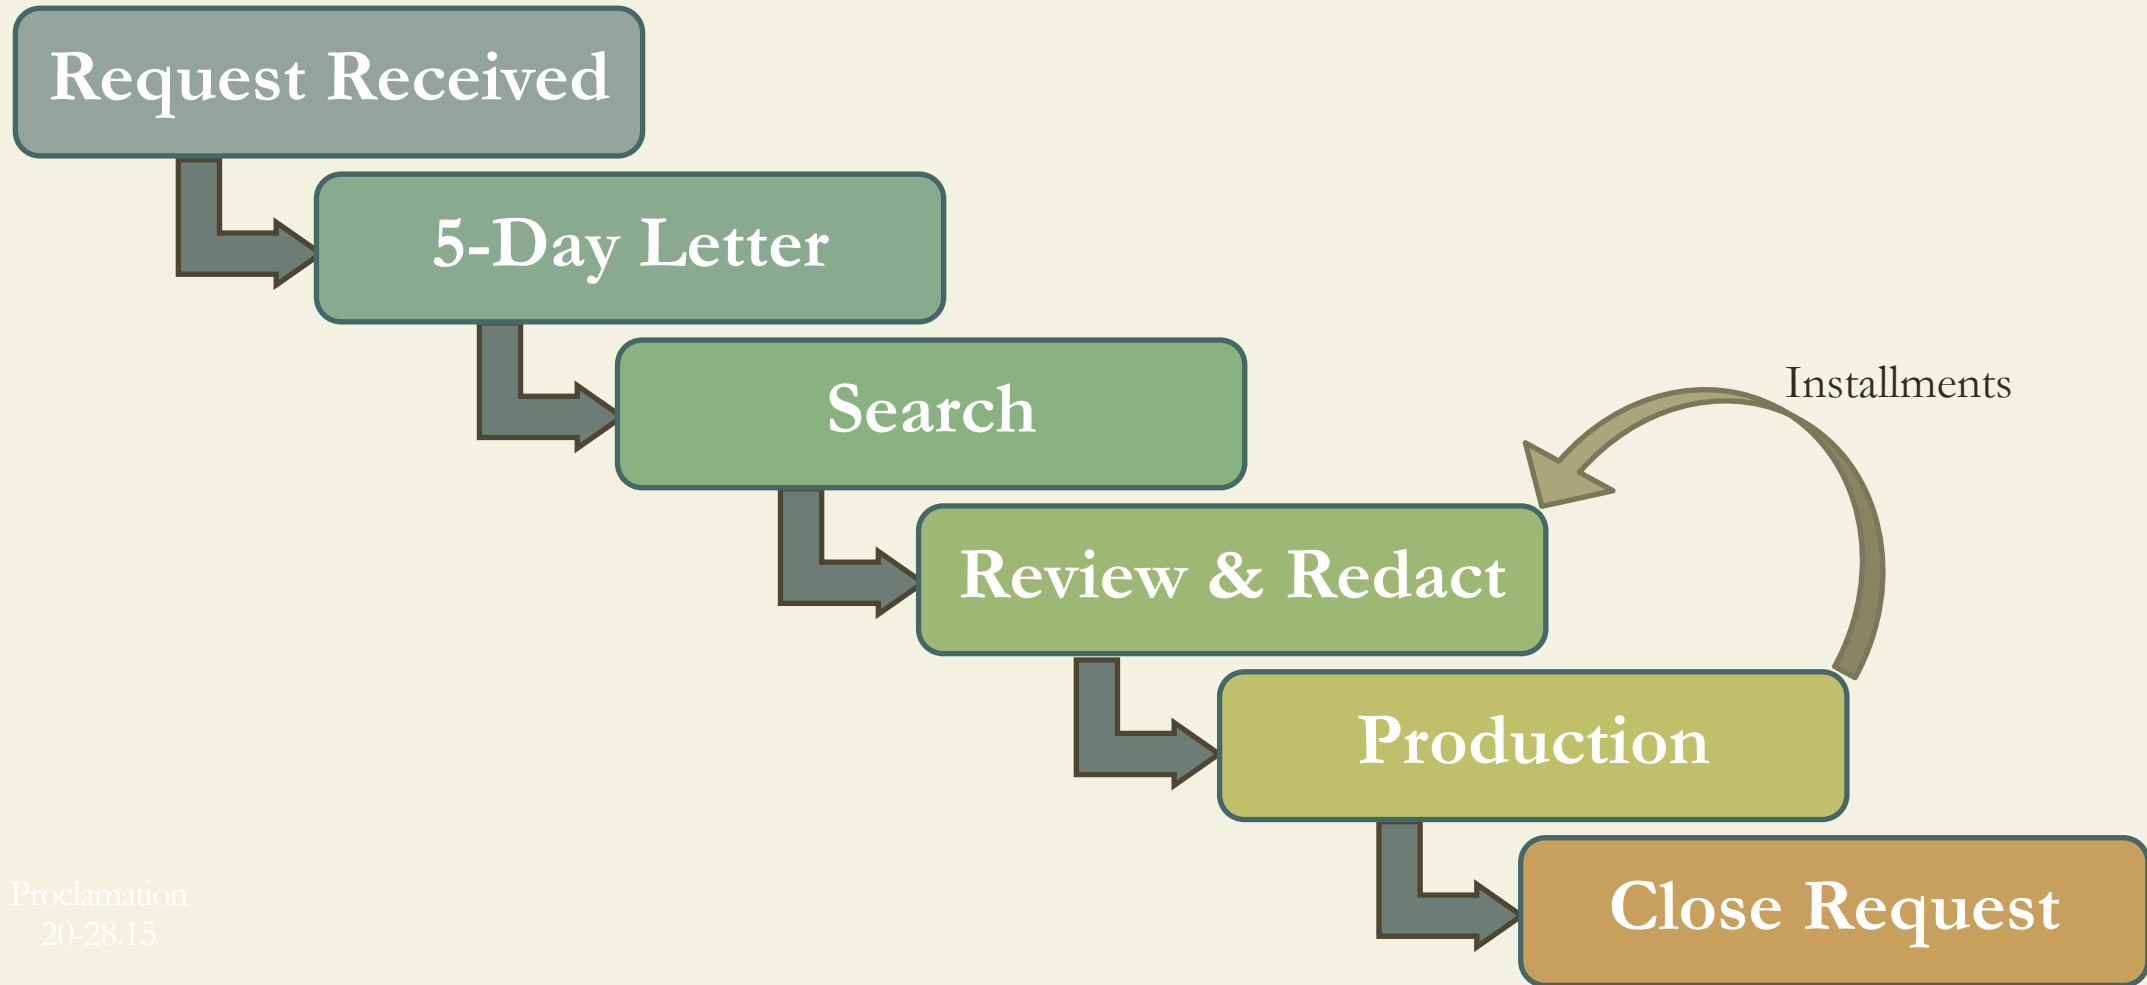 Request Received
5-Day Letter
Search
Installments
Review & Redact
Production
Close Request
Proclamation
20-28.15